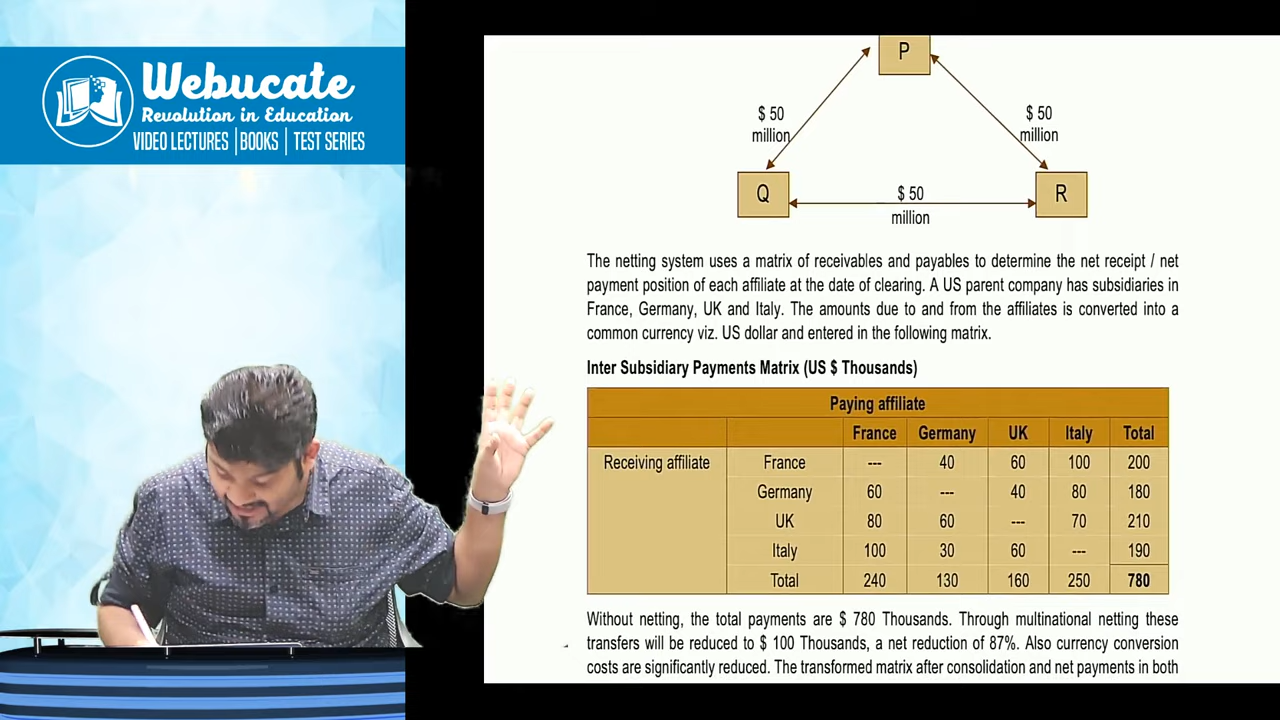 Webucate
Revolution in Education
VIDEO LECTURES | BOOKS | TEST SERIES
P
$ 50
million
$ 50
million
Q
$ 50
million
R
The netting system uses a matrix of receivables and payables to determine the net receipt / net
payment position of each affiliate at the date of clearing. A US parent company has subsidiaries in
France, Germany, UK and Italy. The amounts due to and from the affiliates is converted into a
common currency viz. US dollar and entered in the following matrix.
Inter Subsidiary Payments Matrix (US $ Thousands)
Paying affiliate
France Germany UK Italy Total
Receiving affiliate France --- 40 60 100 200
Germany 60 --- 40 80 180
UK 80 60 --- 70 210
Italy 100 30 60 --- 190
Total 240 130 160 250 780
Without netting, the total payments are $ 780 Thousands. Through multinational netting these
transfers will be reduced to $ 100 Thousands, a net reduction of 87%. Also currency conversion
costs are significantly reduced. The transformed matrix after consolidation and net payments in both